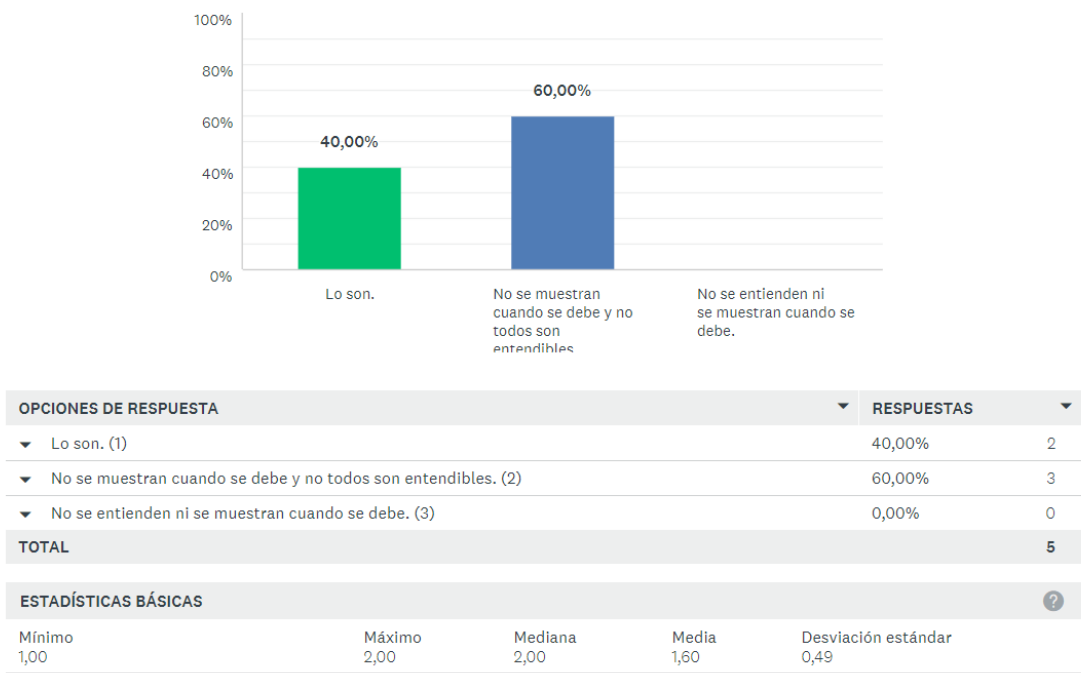 100%
80%
60%
40%
20%
0%
40,00%
60,00%
Lo son.
No se muestran
cuando se debe y no
todos son
entendibles
No se entienden ni
se muestran cuando se
debe.
OPCIONES DE RESPUESTA RESPUESTAS
Lo son. (1) 40,00% 2
No se muestran cuando se debe y no todos son entendibles. (2) 60,00% 3
No se entienden ni se muestran cuando se debe. (3) 0,00% 0
TOTAL 5
ESTADÍSTICAS BÁSICAS ?
Mínimo Máximo Mediana Media Desviación estándar
1,00 2,00 2,00 1,60 0,49